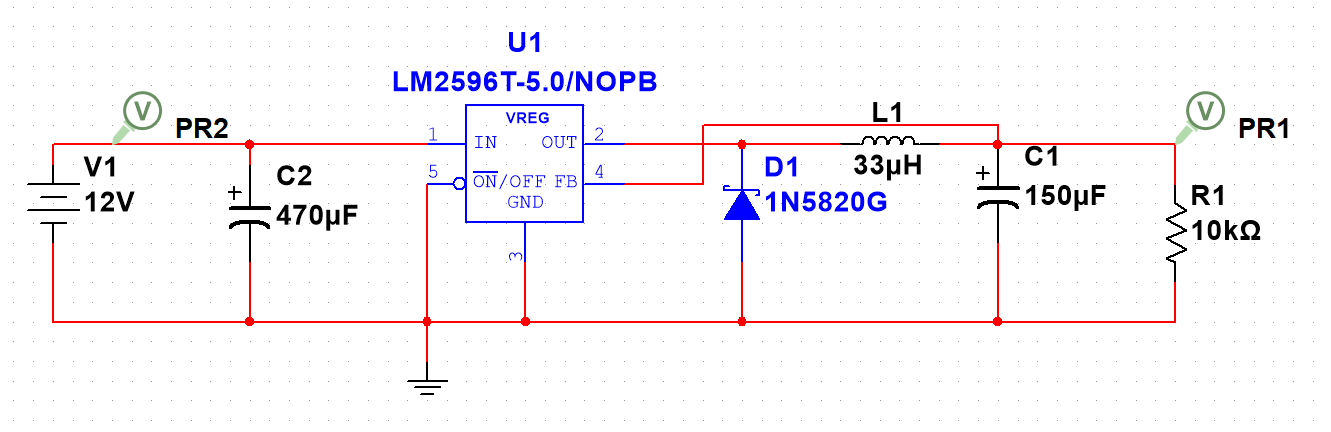 U1
LM2596T-5.0/NOPB
V
PR2
V1
12V
C2
470µF
VREG
1
IN
OUT
2
5
ON/OFF
FB
4
GND
3
D1
1N5820G
L1
33µH
C1
150µF
V
PR1
R1
10kΩ